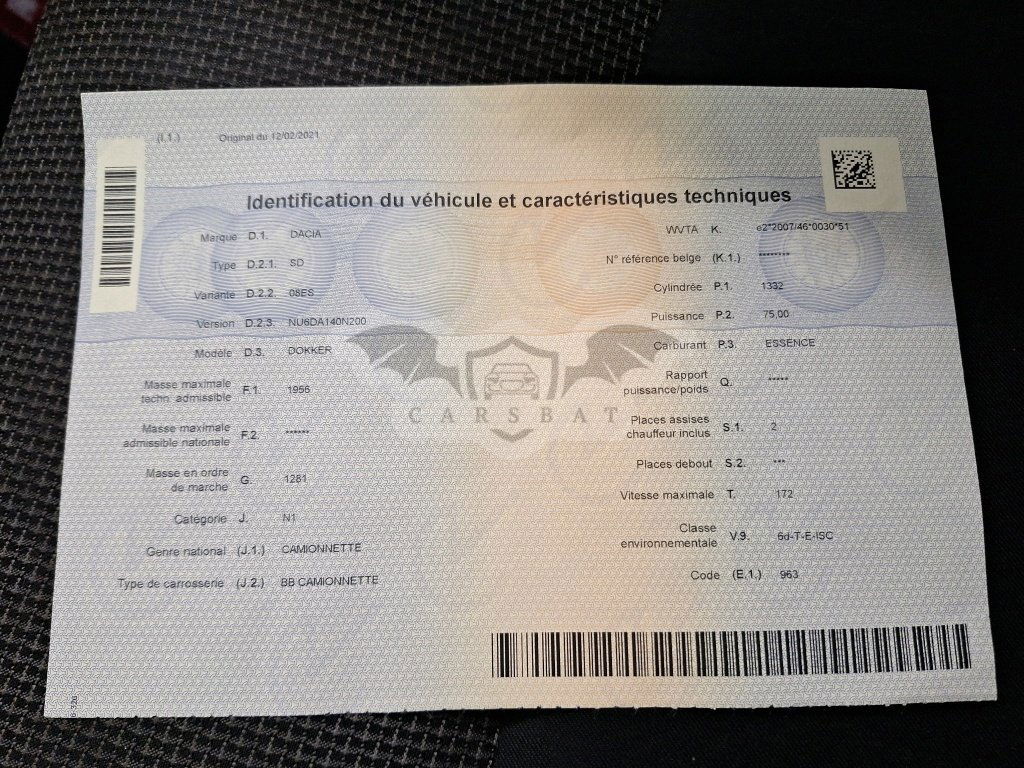 (I.1.) Original du 12/02/2021
Identification du véhicule et caractéristiques techniques
Marque D.1. DACIA
Type D.2.1. SD
Variante D.2.2. 08ES
Version D.2.3. NU6DA140N200
Modèle D.3. DOKKER
Masse maximale
techn. admissible F.1. 1956
Masse maximale
admissible nationale F.2. ******
Masse en ordre
de marche G. 1281
Catégorie J. N1
Genre national (J.1.) CAMIONNETTE
Type de carrosserie (J.2.) BB CAMIONNETTE
WVTA K. e2*2007/46*0030*51
N° référence belge (K.1.) ********
Cylindrée P.1. 1332
Puissance P.2. 75,00
Carburant P.3. ESSENCE
Rapport
puissance/poids Q. *****
Places assises
chauffeur inclus S.1. 2
Places debout S.2. ***
Vitesse maximale T. 172
Classe
environnementale V.9. 6d-T-E-ISC
Code (E.1.) 963
CARSBAT